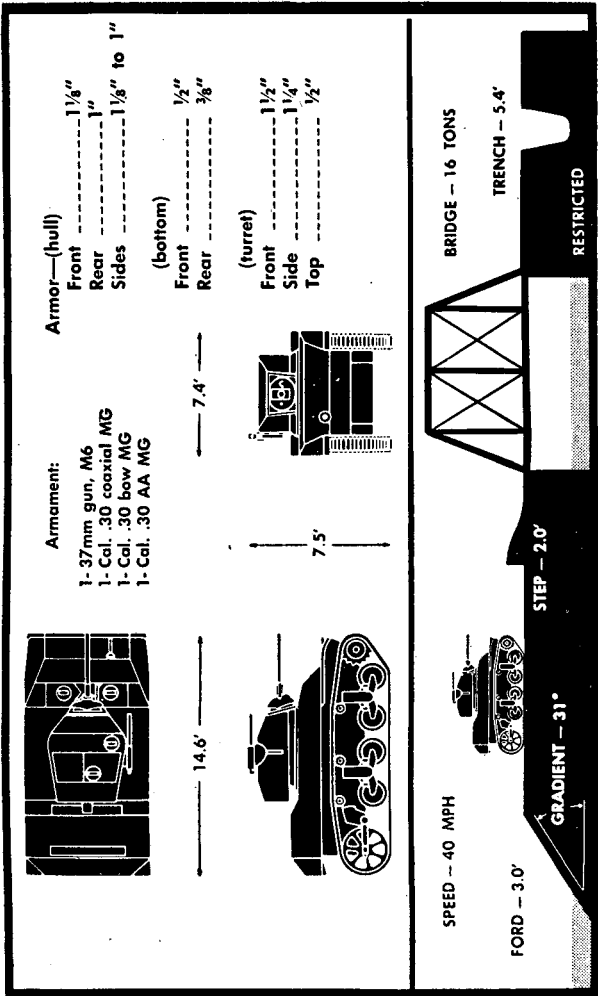 Armament:
1- 37mm gun, M6
1- Cal. .30 coaxial MG
1- Cal. .30 bow MG
1- Cal. .30 AA MG
Armor—(hull)
Front ----------- 1⅛"
Rear ------------ 1"
Sides ----------- 1⅛" to 1"
(bottom)
Front -------- ½"
Rear --------- ⅜"
(turret)
Front -------- 1½"
Side --------- 1¼"
Top ---------- ½"
14.6'
7.4'
7.5'
SPEED — 40 MPH
FORD — 3.0'
GRADIENT — 31°
STEP — 2.0'
BRIDGE — 16 TONS
TRENCH — 5.4'
RESTRICTED